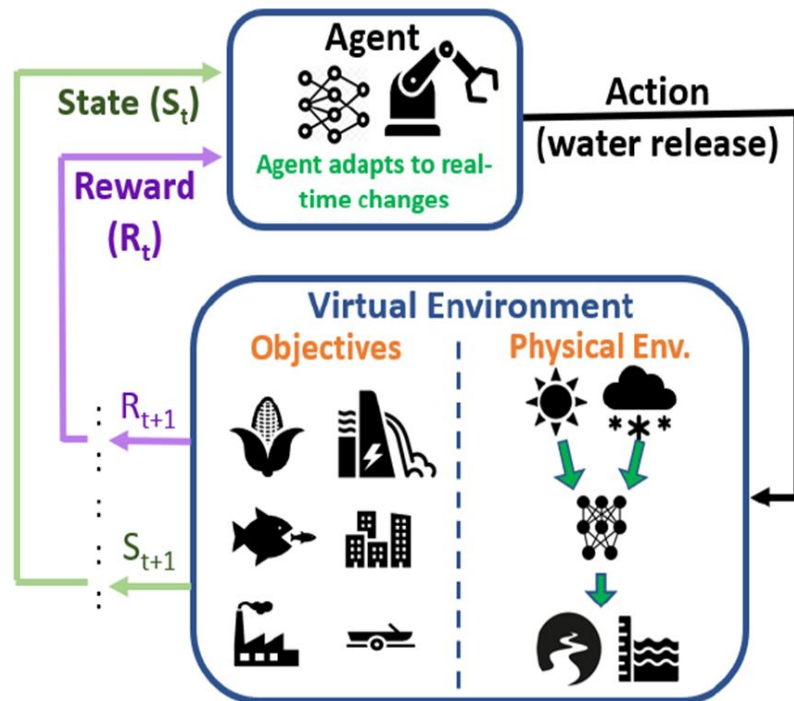 Agent
State (St)
Agent adapts to real-
time changes
Reward
(Rt)
Action
(water release)
Virtual Environment
Objectives
Physical Env.
Rt+1
St+1